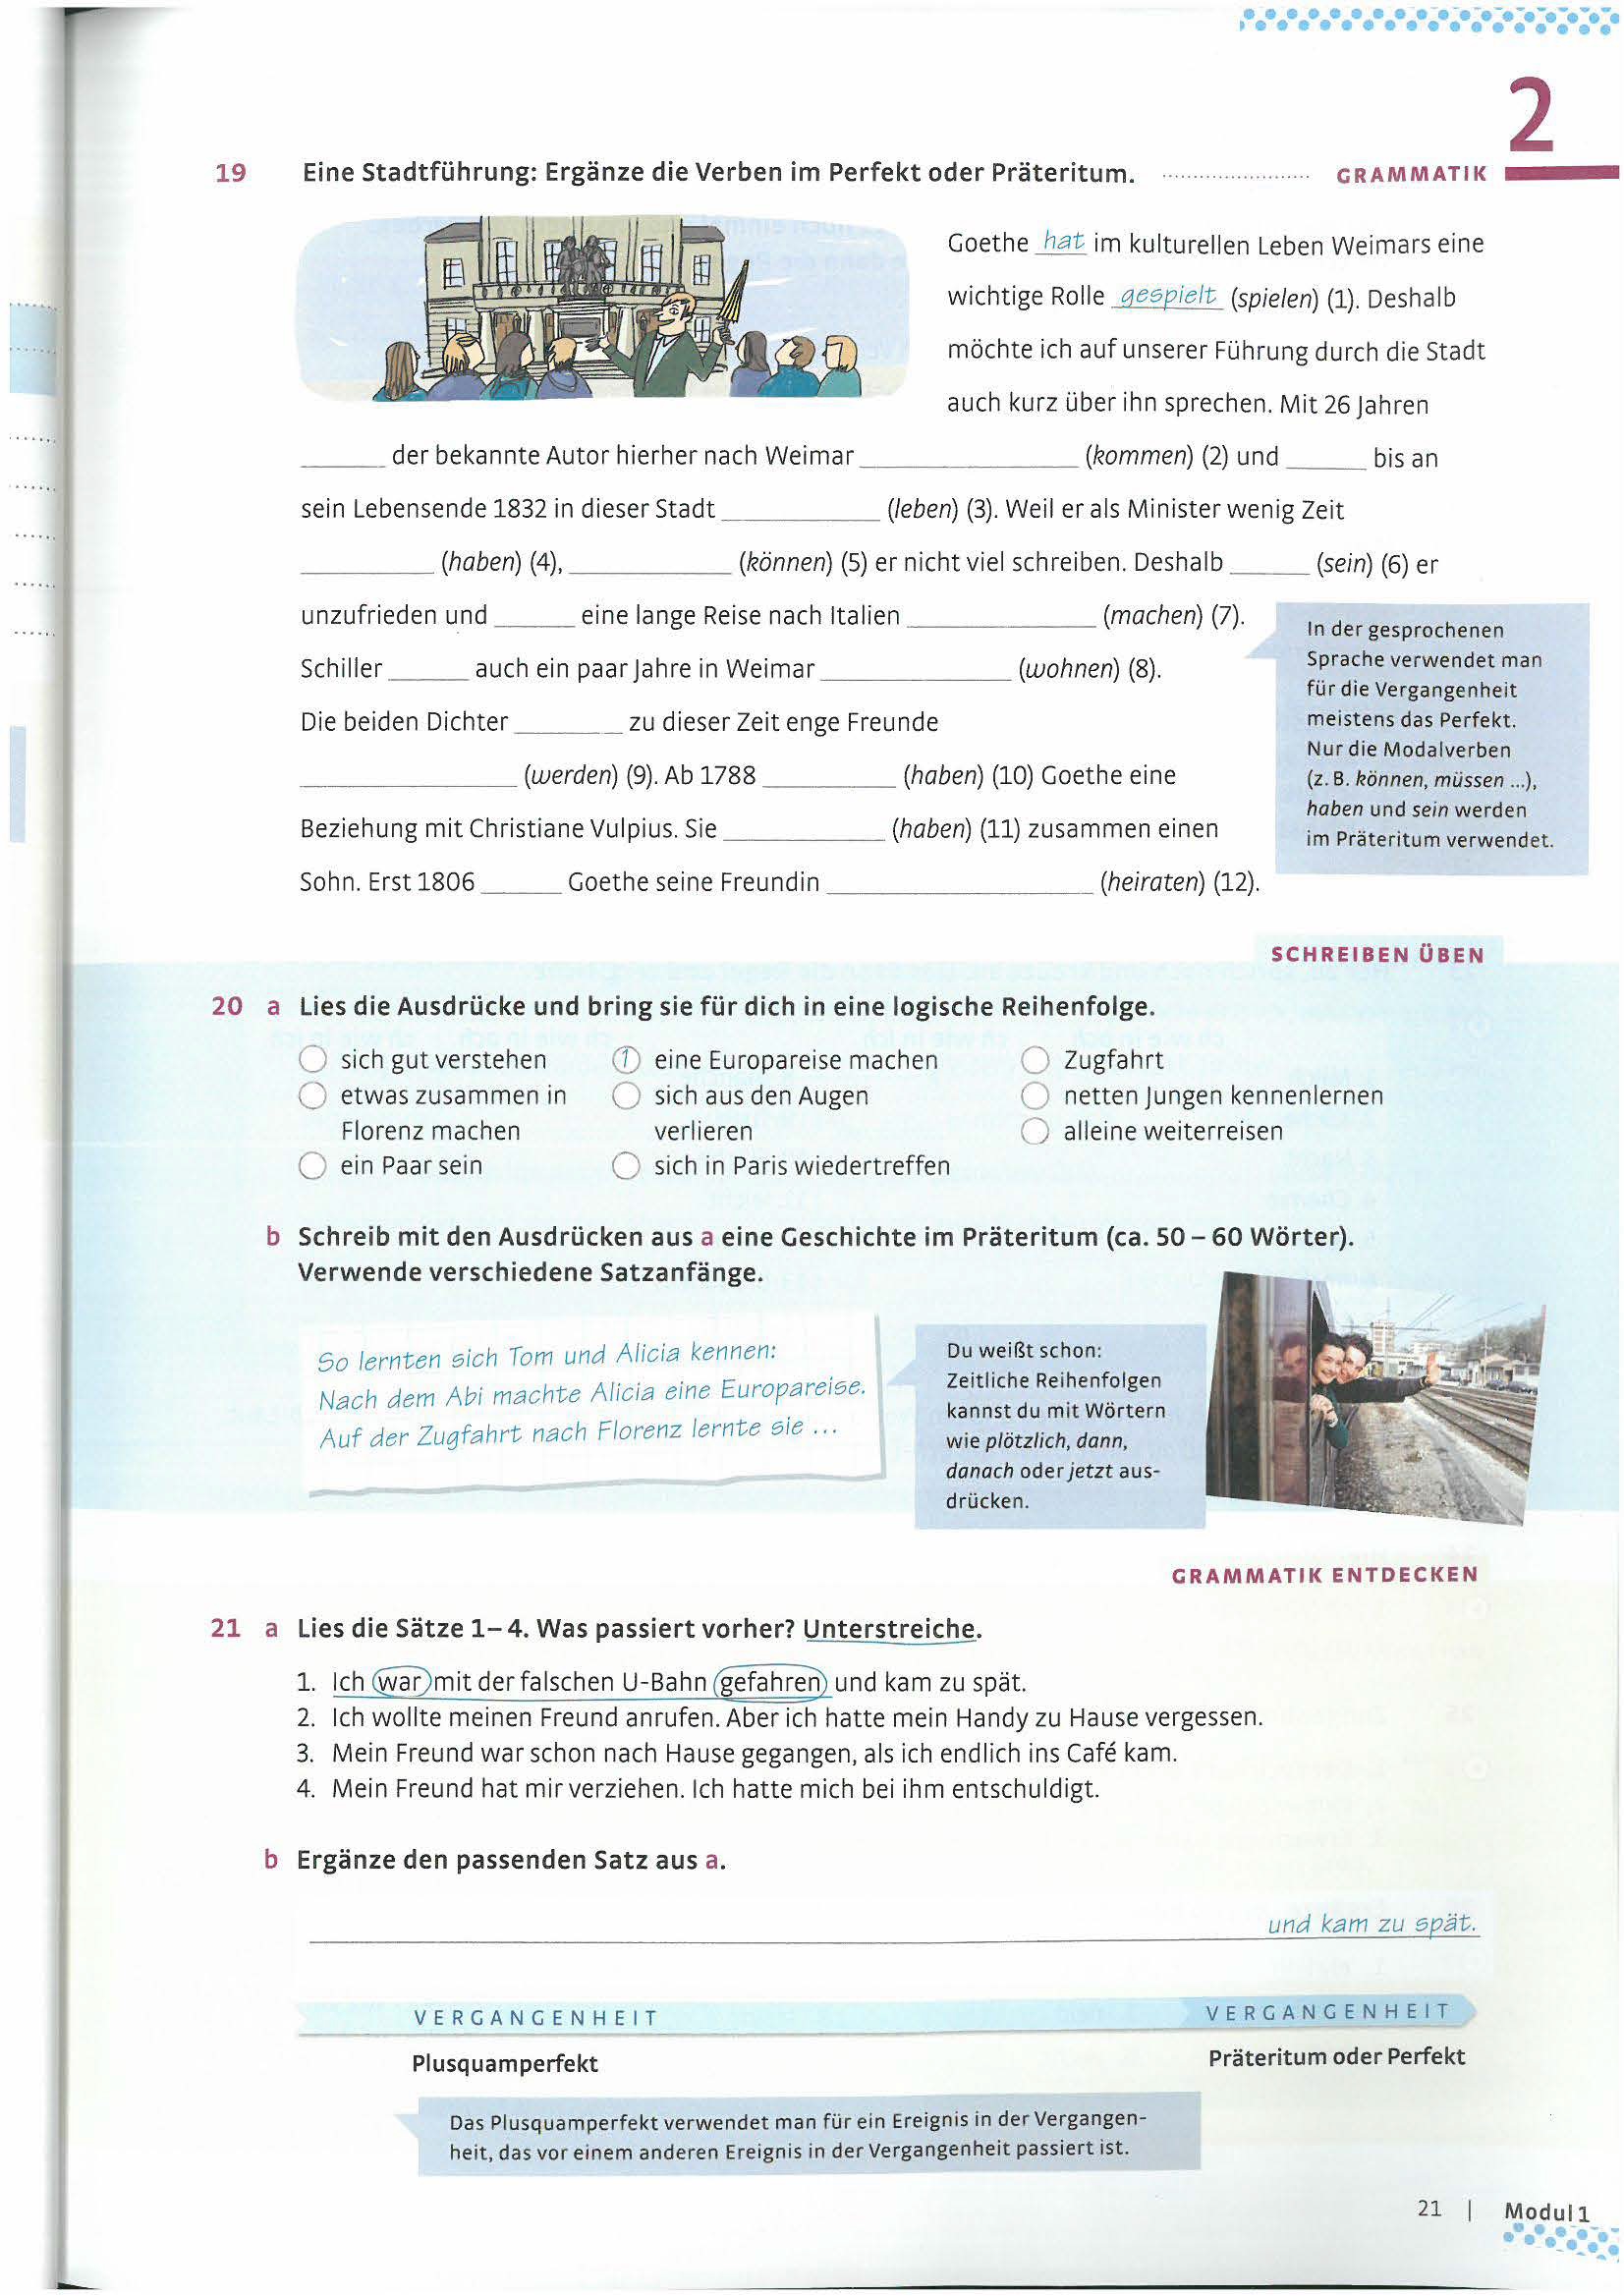 2
19 Eine Stadtführung: Ergänze die Verben im Perfekt oder Präteritum. ........................ GRAMMATIK
Goethe hat im kulturellen Leben Weimars eine
wichtige Rolle gespielt (spielen) (1). Deshalb
möchte ich auf unserer Führung durch die Stadt
auch kurz über ihn sprechen. Mit 26 Jahren
______ der bekannte Autor hierher nach Weimar ________________ (kommen) (2) und ______ bis an
sein Lebensende 1832 in dieser Stadt ____________ (leben) (3). Weil er als Minister wenig Zeit
__________ (haben) (4), ____________ (können) (5) er nicht viel schreiben. Deshalb ______ (sein) (6) er
unzufrieden und ______ eine lange Reise nach Italien ______________ (machen) (7).
Schiller ______ auch ein paar Jahre in Weimar ______________ (wohnen) (8).
Die beiden Dichter ________ zu dieser Zeit enge Freunde
________________ (werden) (9). Ab 1788 __________ (haben) (10) Goethe eine
Beziehung mit Christiane Vulpius. Sie ____________ (haben) (11) zusammen einen
Sohn. Erst 1806 ______ Goethe seine Freundin ____________________ (heiraten) (12).
In der gesprochenen
Sprache verwendet man
für die Vergangenheit
meistens das Perfekt.
Nur die Modalverben
(z. B. können, müssen ...),
haben und sein werden
im Präteritum verwendet.
SCHREIBEN ÜBEN
20 a Lies die Ausdrücke und bring sie für dich in eine logische Reihenfolge.
○ sich gut verstehen
○ etwas zusammen in
Florenz machen
○ ein Paar sein
① eine Europareise machen
○ sich aus den Augen
verlieren
○ sich in Paris wiedertreffen
○ Zugfahrt
○ netten Jungen kennenlernen
○ alleine weiterreisen
b Schreib mit den Ausdrücken aus a eine Geschichte im Präteritum (ca. 50 – 60 Wörter).
Verwende verschiedene Satzanfänge.
So lernten sich Tom und Alicia kennen:
Nach dem Abi machte Alicia eine Europareise.
Auf der Zugfahrt nach Florenz lernte sie ...
Du weißt schon:
Zeitliche Reihenfolgen
kannst du mit Wörtern
wie plötzlich, dann,
danach oder jetzt aus-
drücken.
GRAMMATIK ENTDECKEN
21 a Lies die Sätze 1– 4. Was passiert vorher? Unterstreiche.
1. Ich war mit der falschen U-Bahn gefahren und kam zu spät.
2. Ich wollte meinen Freund anrufen. Aber ich hatte mein Handy zu Hause vergessen.
3. Mein Freund war schon nach Hause gegangen, als ich endlich ins Café kam.
4. Mein Freund hat mir verziehen. Ich hatte mich bei ihm entschuldigt.
b Ergänze den passenden Satz aus a.
und kam zu spät.
VERGANGENHEIT VERGANGENHEIT
Plusquamperfekt Präteritum oder Perfekt
Das Plusquamperfekt verwendet man für ein Ereignis in der Vergangen-
heit, das vor einem anderen Ereignis in der Vergangenheit passiert ist.
21 | Modul 1